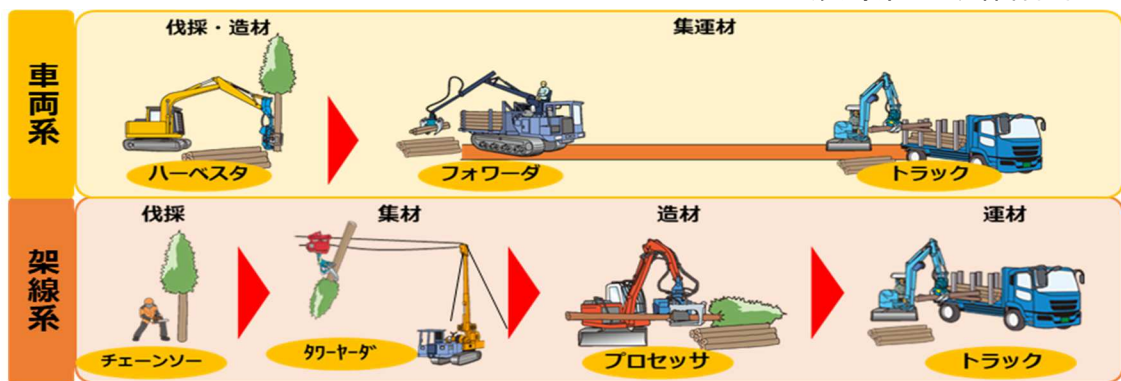 車両系
伐採・造材
集運材
ハーベスタ
フォワーダ
トラック
架線系
伐採
集材
造材
運材
チェーンソー
ﾀﾜｰﾔｰﾀﾞ
プロセッサ
トラック